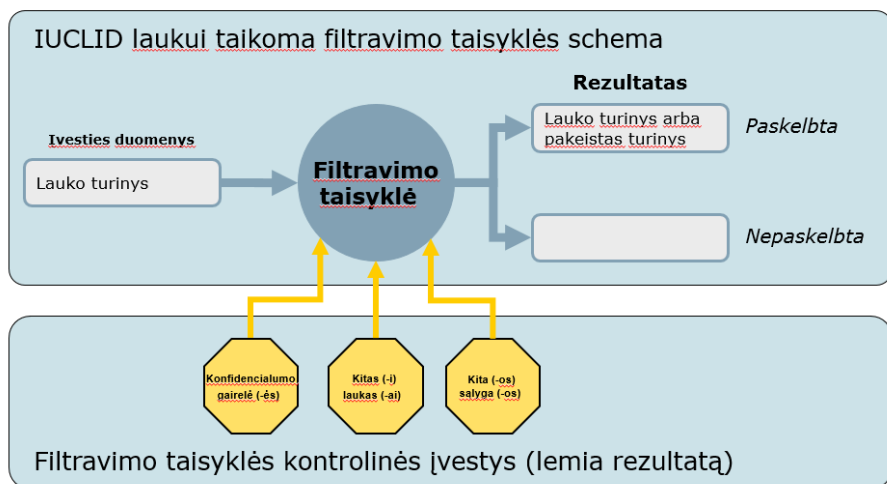 IUCLID laukui taikoma filtravimo taisyklės schema
Rezultatas
Įvesties duomenys
Lauko turinys
Filtravimo
taisyklė
Lauko turinys arba
pakeistas turinys
Paskelbta
Nepaskelbta
Konfidencialumo
gairelė (-ės)
Kitas (-i)
laukas (-ai)
Kita (-os)
sąlyga (-os)
Filtravimo taisyklės kontrolinės įvestys (lemia rezultatą)